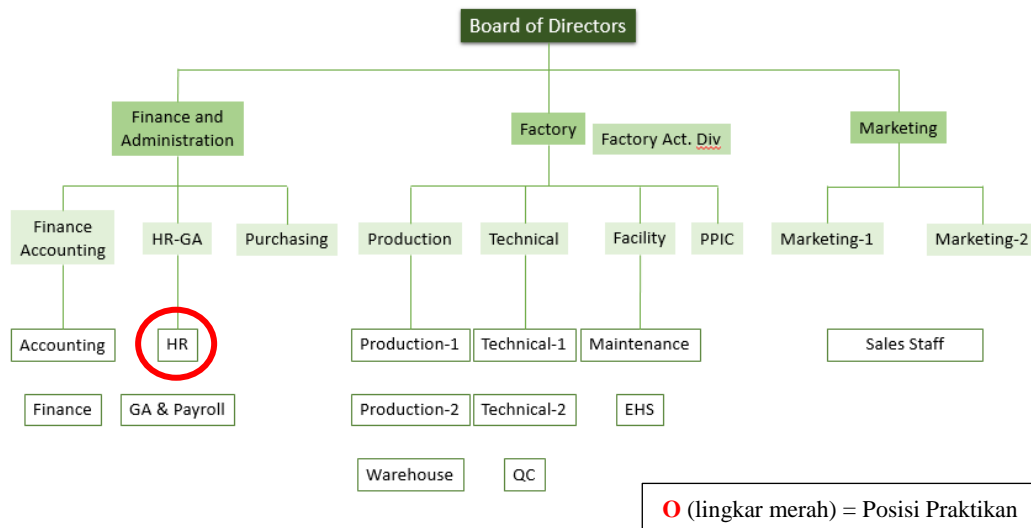 Board of Directors
Finance and
Administration
Factory
Factory Act. Div
Marketing
Finance
Accounting
HR-GA
Purchasing
Production
Technical
Facility
PPIC
Marketing-1
Marketing-2
Accounting
HR
Production-1
Technical-1
Maintenance
Sales Staff
Finance
GA & Payroll
Production-2
Technical-2
EHS
Warehouse
QC
O (lingkar merah) = Posisi Praktikan